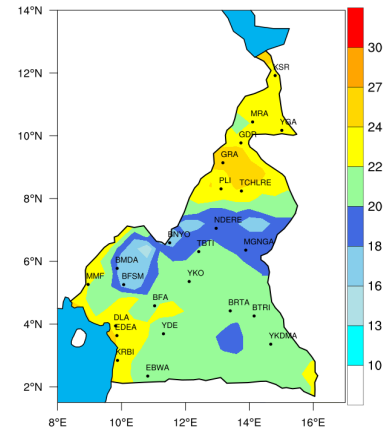 14°N
12°N
10°N
8°N
6°N
4°N
2°N
8°E 10°E 12°E 14°E 16°E
KSR
MRA
YGA
GDR
GRA
PLI
TCHLRE
NDERE
BNYO
TBTI
MGNGA
BMDA
MMF
BFSM
YKO
BFA
BRTA
BTRI
DLA
EDEA
YDE
YKDMA
KRBI
EBWA
30
27
24
22
20
18
16
13
10